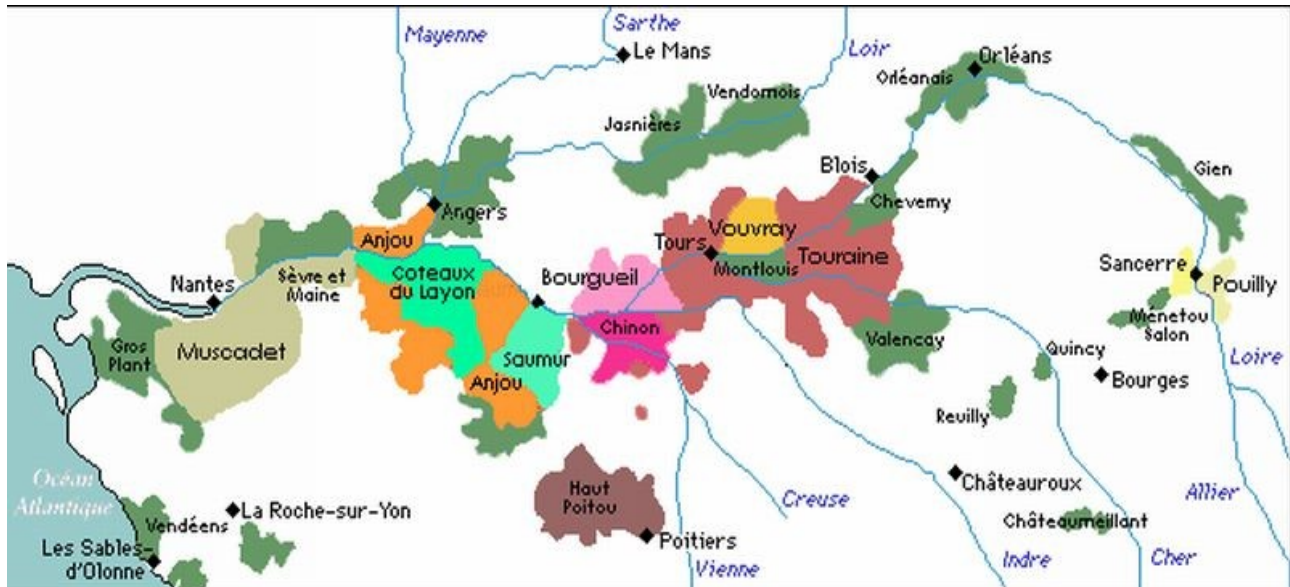 Mayenne
Sarthe
Le Mans
Loir
Orléans
Orléanais
Vendomois
Jasnières
Blois
Gien
Angers
Cheverny
Anjou
Vouvray
Tours
Touraine
Montlouis
Sancerre
Pouilly
Nantes
Sèvre et
Maine
Coteaux
du Layon
Bourgueil
Ménetou
Salon
Chinon
Valencay
Quincy
Loire
Gros
Plant
Muscadet
Saumur
Anjou
Bourges
Reuilly
Océan
Atlantique
Haut
Poitou
Creuse
Châteauroux
Allier
Vendéens
La Roche-sur-Yon
Châteaumeillant
Poitiers
Les Sables-
d'Olonne
Vienne
Indre
Cher